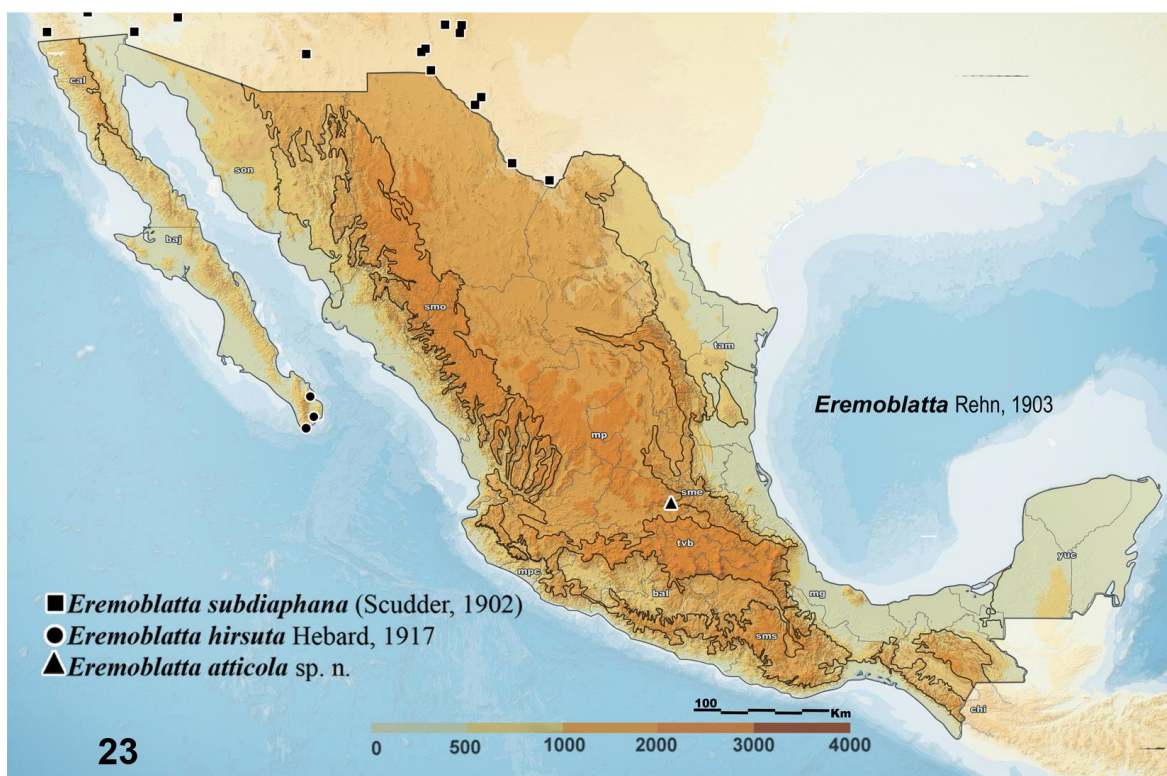 cal
son
baj
smo
tam
Eremoblatta Rehn, 1903
mp
sme
tvb
yuc
mpc
bal
mg
Eremoblatta subdiaphana (Scudder, 1902)
Eremoblatta hirsuta Hebard, 1917
sms
Eremoblatta atticola sp. n.
100
Km
chi
0 500 1000 2000 3000 4000
23